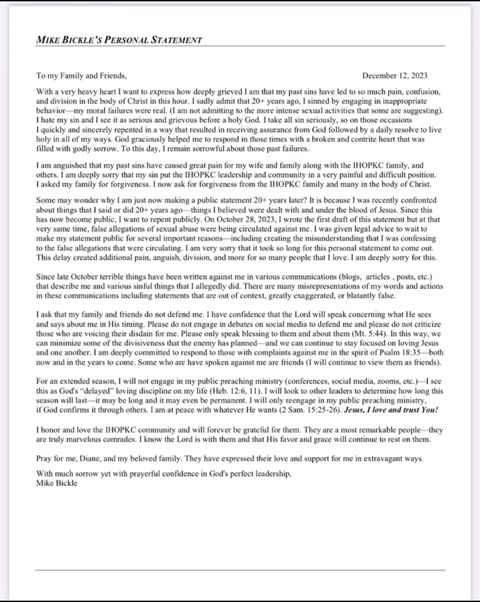 MIKE BICKLE'S PERSONAL STATEMENT
To my Family and Friends, December 12, 2023
With a very heavy heart I want to express how deeply grieved I am that my past sins have led to so much pain, confusion,
and division in the body of Christ in this hour. I sadly admit that 20+ years ago, I sinned by engaging in inappropriate
behavior—my moral failures were real. (I am not admitting to the more intense sexual activities that some are suggesting).
I hate my sin and I see it as serious and grievous before a holy God. I take all sin seriously, so on those occasions
I quickly and sincerely repented in a way that resulted in receiving assurance from God followed by a daily resolve to live
holy in all of my ways. God graciously helped me to respond in those times with a broken and contrite heart that was
filled with godly sorrow. To this day, I remain sorrowful about those past failures.
I am anguished that my past sins have caused great pain for my wife and family along with the IHOPKC family, and
others. I am deeply sorry that my sin put the IHOPKC leadership and community in a very painful and difficult position.
I asked my family for forgiveness. I now ask for forgiveness from the IHOPKC family and many in the body of Christ.
Some may wonder why I am just now making a public statement 20+ years later? It is because I was recently confronted
about things that I said or did 20+ years ago—things I believed were dealt with and under the blood of Jesus. Since this
has now become public, I want to repent publicly. On October 28, 2023, I wrote the first draft of this statement but at that
very same time, false allegations of sexual abuse were being circulated against me. I was given legal advice to wait to
make my statement public for several important reasons—including creating the misunderstanding that I was confessing
to the false allegations that were circulating. I am very sorry that it took so long for this personal statement to come out.
This delay created additional pain, anguish, division, and more for so many people that I love. I am deeply sorry for this.
Since late October terrible things have been written against me in various communications (blogs, articles , posts, etc.)
that describe me and various sinful things that I allegedly did. There are many misrepresentations of my words and actions
in these communications including statements that are out of context, greatly exaggerated, or blatantly false.
I ask that my family and friends do not defend me. I have confidence that the Lord will speak concerning what He sees
and says about me in His timing. Please do not engage in debates on social media to defend me and please do not criticize
those who are voicing their disdain for me. Please only speak blessing to them and about them (Mt. 5:44). In this way, we
can minimize some of the divisiveness that the enemy has planned—and we can continue to stay focused on loving Jesus
and one another. I am deeply committed to respond to those with complaints against me in the spirit of Psalm 18:35—both
now and in the years to come. Some who have spoken against me are friends (I will continue to view them as friends).
For an extended season, I will not engage in my public preaching ministry (conferences, social media, zooms, etc.)—I see
this as God's "delayed" loving discipline on my life (Heb. 12:6, 11). I will look to other leaders to determine how long this
season will last—it may be long and it may even be permanent. I will only reengage in my public preaching ministry,
if God confirms it through others. I am at peace with whatever He wants (2 Sam. 15:25-26). Jesus, I love and trust You!
I honor and love the IHOPKC community and will forever be grateful for them. They are a most remarkable people—they
are truly marvelous comrades. I know the Lord is with them and that His favor and grace will continue to rest on them.
Pray for me, Diane, and my beloved family. They have expressed their love and support for me in extravagant ways.
With much sorrow yet with prayerful confidence in God's perfect leadership,
Mike Bickle